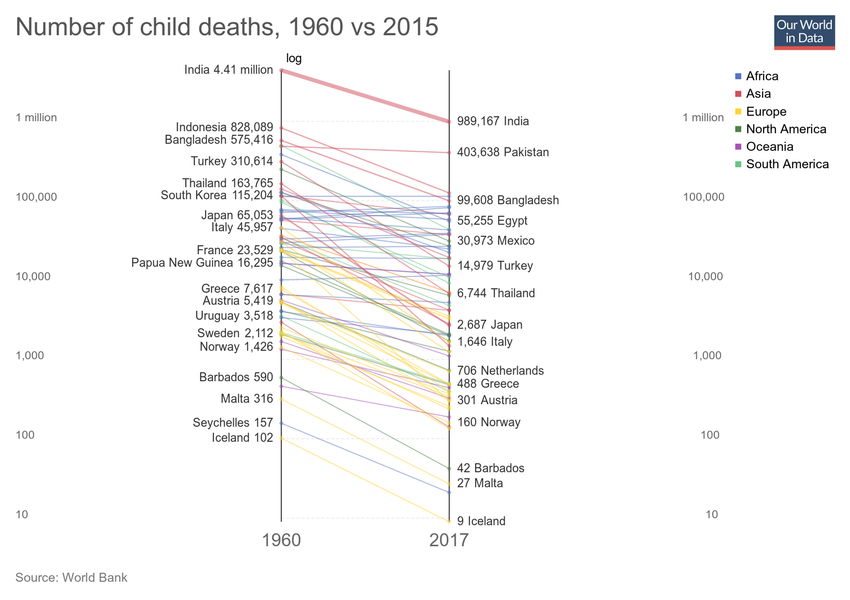 Number of child deaths, 1960 vs 2015
Our World
in Data
log
India 4.41 million
1 million
Indonesia 828,089
Bangladesh 575,416
Turkey 310,614
Thailand 163,765
100,000
South Korea 115,204
Japan 65,053
Italy 45,957
France 23,529
Papua New Guinea 16,295
10,000
Greece 7,617
Austria 5,419
Uruguay 3,518
Sweden 2,112
Norway 1,426
1,000
Barbados 590
Malta 316
Seychelles 157
100
Iceland 102
10
989,167 India
1 million
403,638 Pakistan
100,000
99,608 Bangladesh
55,255 Egypt
30,973 Mexico
14,979 Turkey
10,000
6,744 Thailand
2,687 Japan
1,646 Italy
1,000
706 Netherlands
488 Greece
301 Austria
160 Norway
100
42 Barbados
27 Malta
10
9 Iceland
1960
2017
Africa
Asia
Europe
North America
Oceania
South America
Source: World Bank